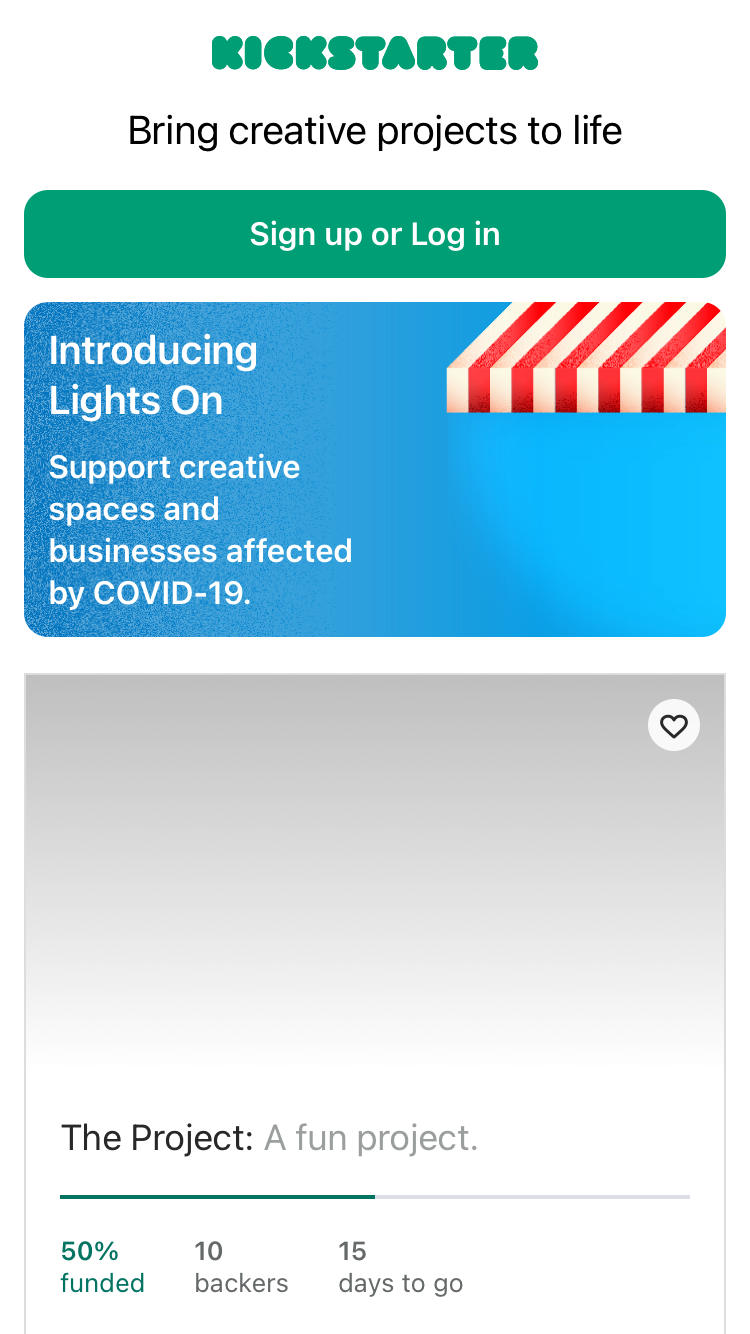 KICKSTARTER
Bring creative projects to life
Sign up or Log in
Introducing
Lights On
Support creative
spaces and
businesses affected
by COVID-19.
The Project: A fun project.
50% 10 15
funded backers days to go